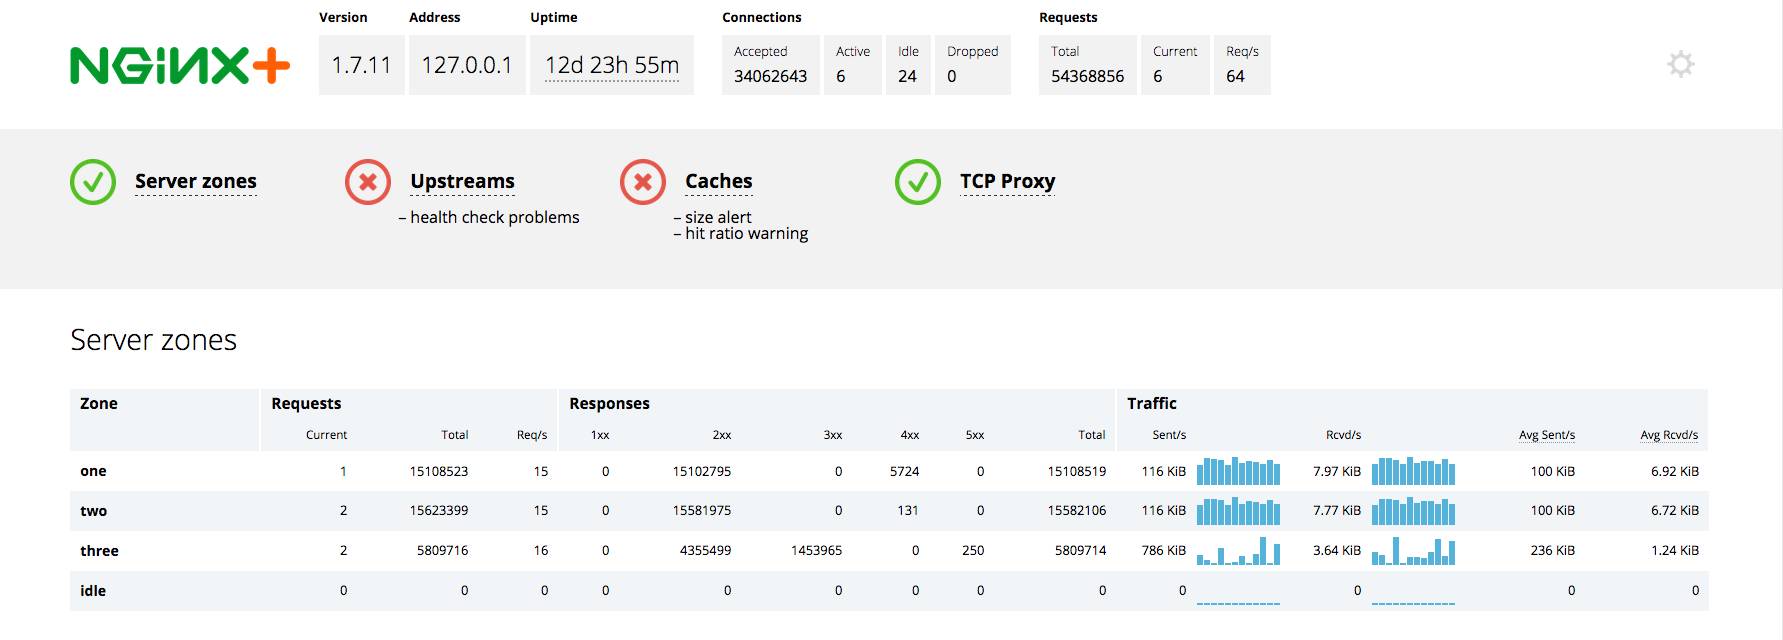 NGINX+
Version Address Uptime Connections Requests
1.7.11 127.0.0.1 12d 23h 55m
Accepted Active Idle Dropped Total Current Req/s
34062643 6 24 0 54368856 6 64
Server zones Upstreams Caches TCP Proxy
– health check problems – size alert
– hit ratio warning
Server zones
Zone Requests Responses Traffic
Current Total Req/s 1xx 2xx 3xx 4xx 5xx Total Sent/s Rcvd/s Avg Sent/s Avg Rcvd/s
one 1 15108523 15 0 15102795 0 5724 0 15108519 116 KiB 7.97 KiB 100 KiB 6.92 KiB
two 2 15623399 15 0 15581975 0 131 0 15582106 116 KiB 7.77 KiB 100 KiB 6.72 KiB
three 2 5809716 16 0 4355499 1453965 0 250 5809714 786 KiB 3.64 KiB 236 KiB 1.24 KiB
idle 0 0 0 0 0 0 0 0 0 0 0 0 0